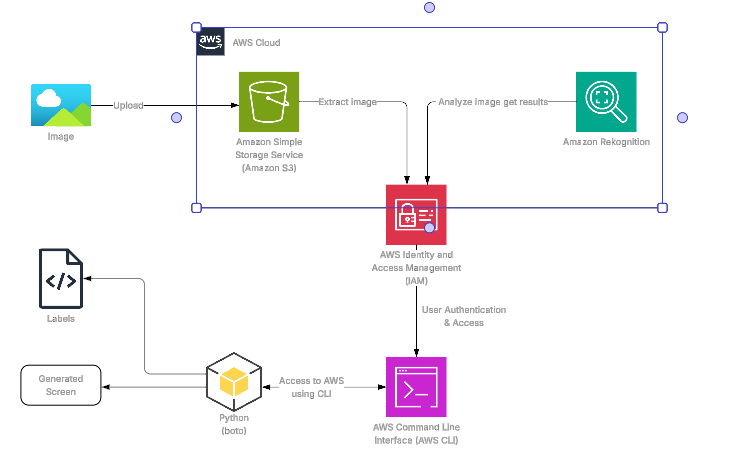 aws
AWS Cloud
Image
Upload
Amazon Simple
Storage Service
(Amazon S3)
Extract image
Analyze image get results
Amazon Rekognition
AWS Identity and
Access Management
(IAM)
User Authentication
& Access
Labels
Generated
Screen
Python
(boto)
Access to AWS
using CLI
AWS Command Line
Interface (AWS CLI)